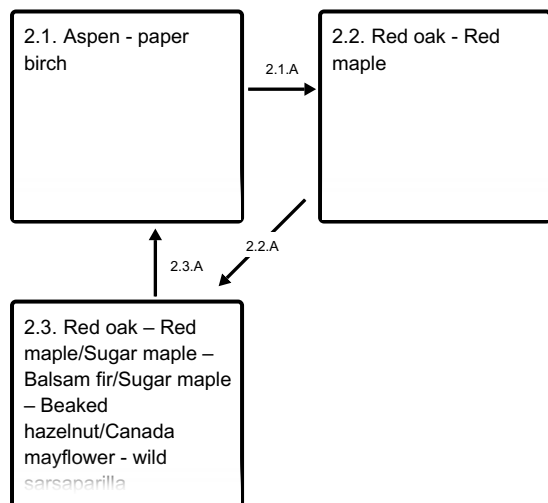 2.1. Aspen - paper
birch
2.1.A
2.2. Red oak - Red
maple
2.2.A
2.3.A
2.3. Red oak – Red
maple/Sugar maple –
Balsam fir/Sugar maple
– Beaked
hazelnut/Canada
mayflower - wild
sarsaparilla